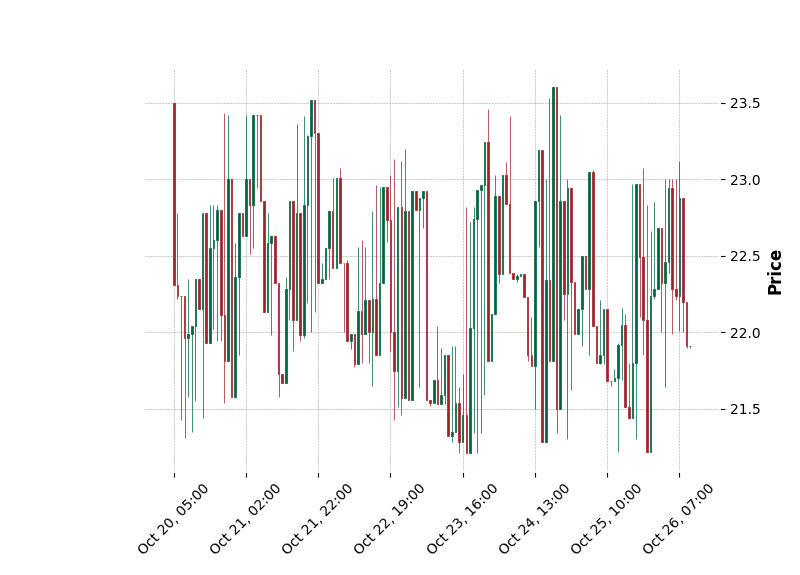 23.5
23.0
22.5
22.0
21.5
Price
Oct 20, 05:00
Oct 21, 02:00
Oct 21, 22:00
Oct 22, 19:00
Oct 23, 16:00
Oct 24, 13:00
Oct 25, 10:00
Oct 26, 07:00